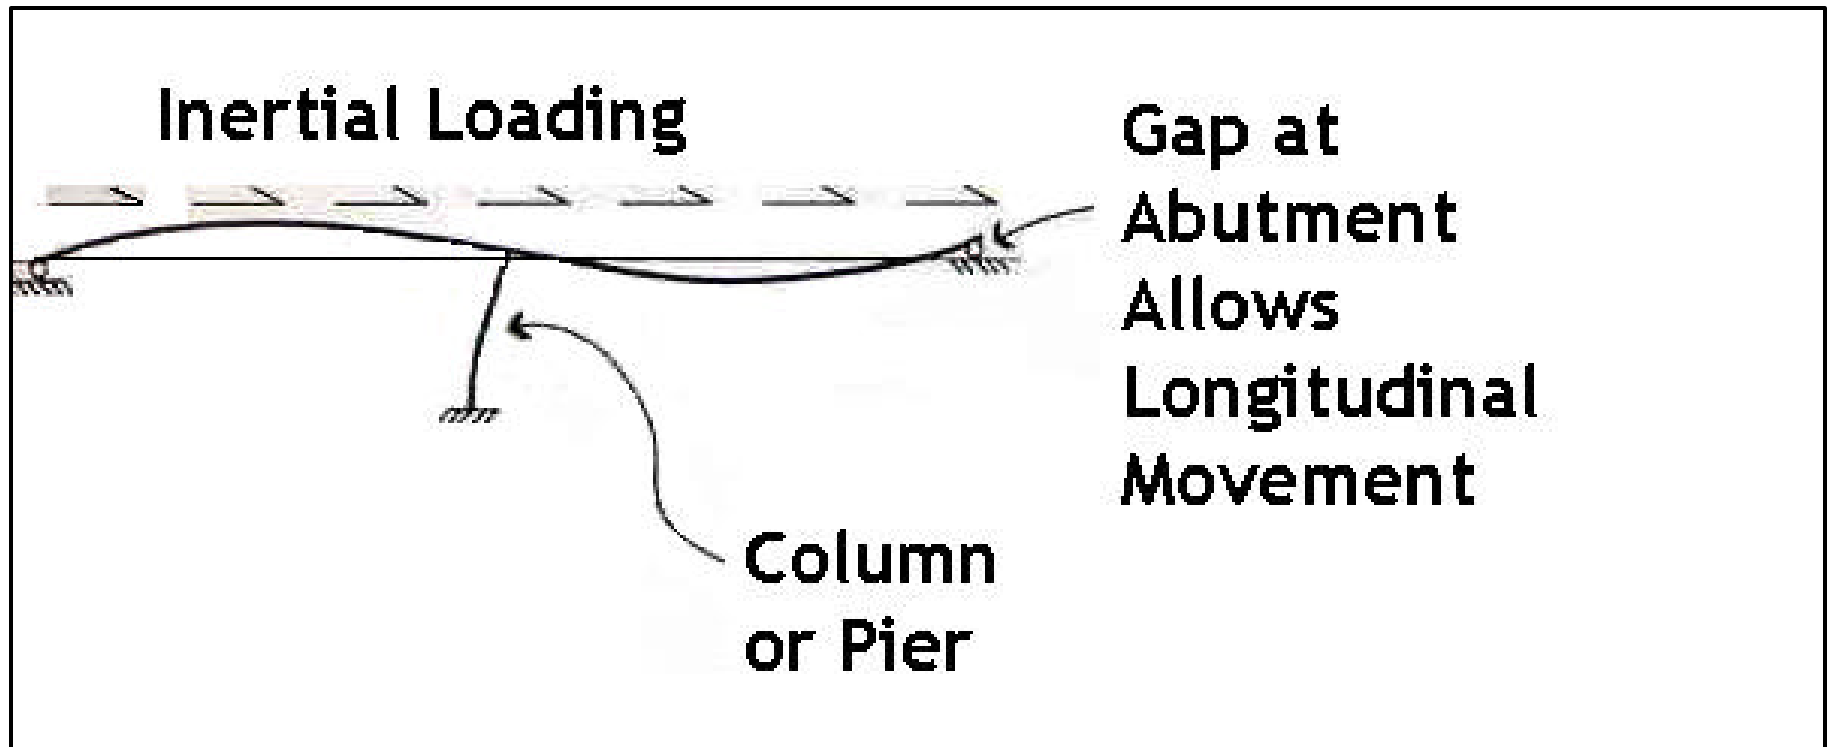 Inertial Loading
Gap at
Abutment
Allows
Longitudinal
Movement
Column
or Pier